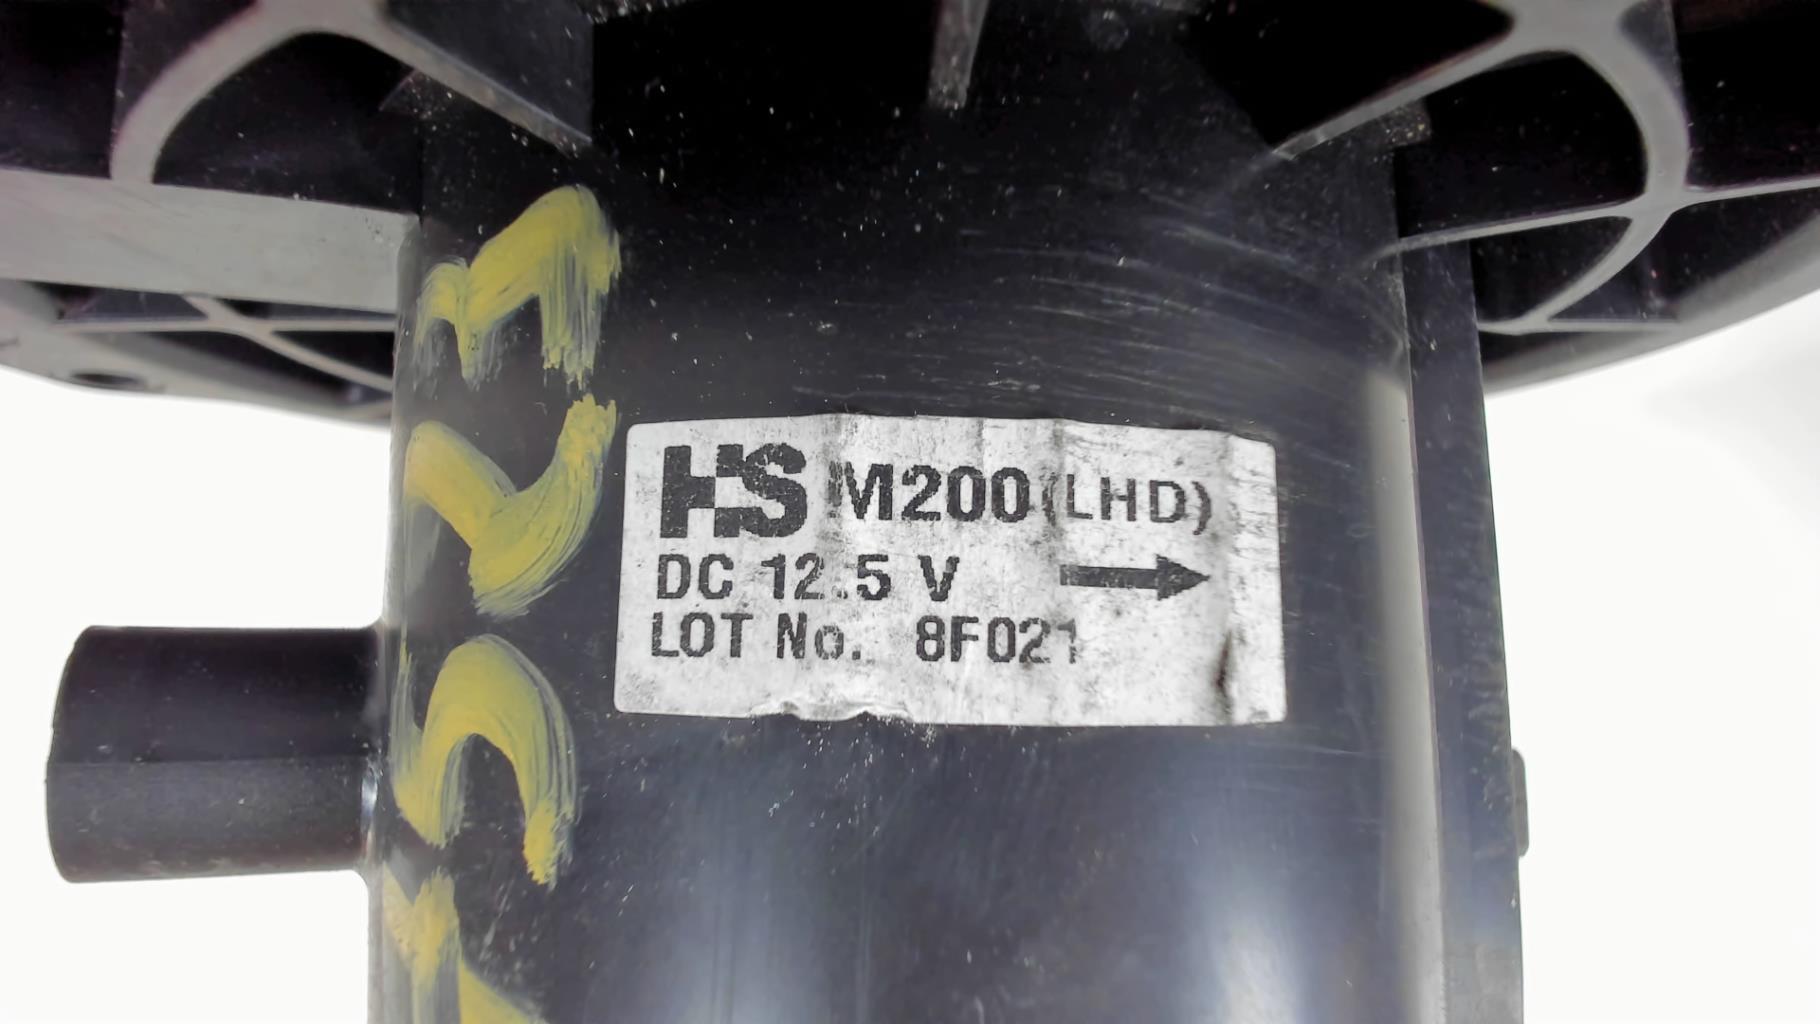 HS M200 (LHD)
DC 12.5 V
LOT No. 8F021